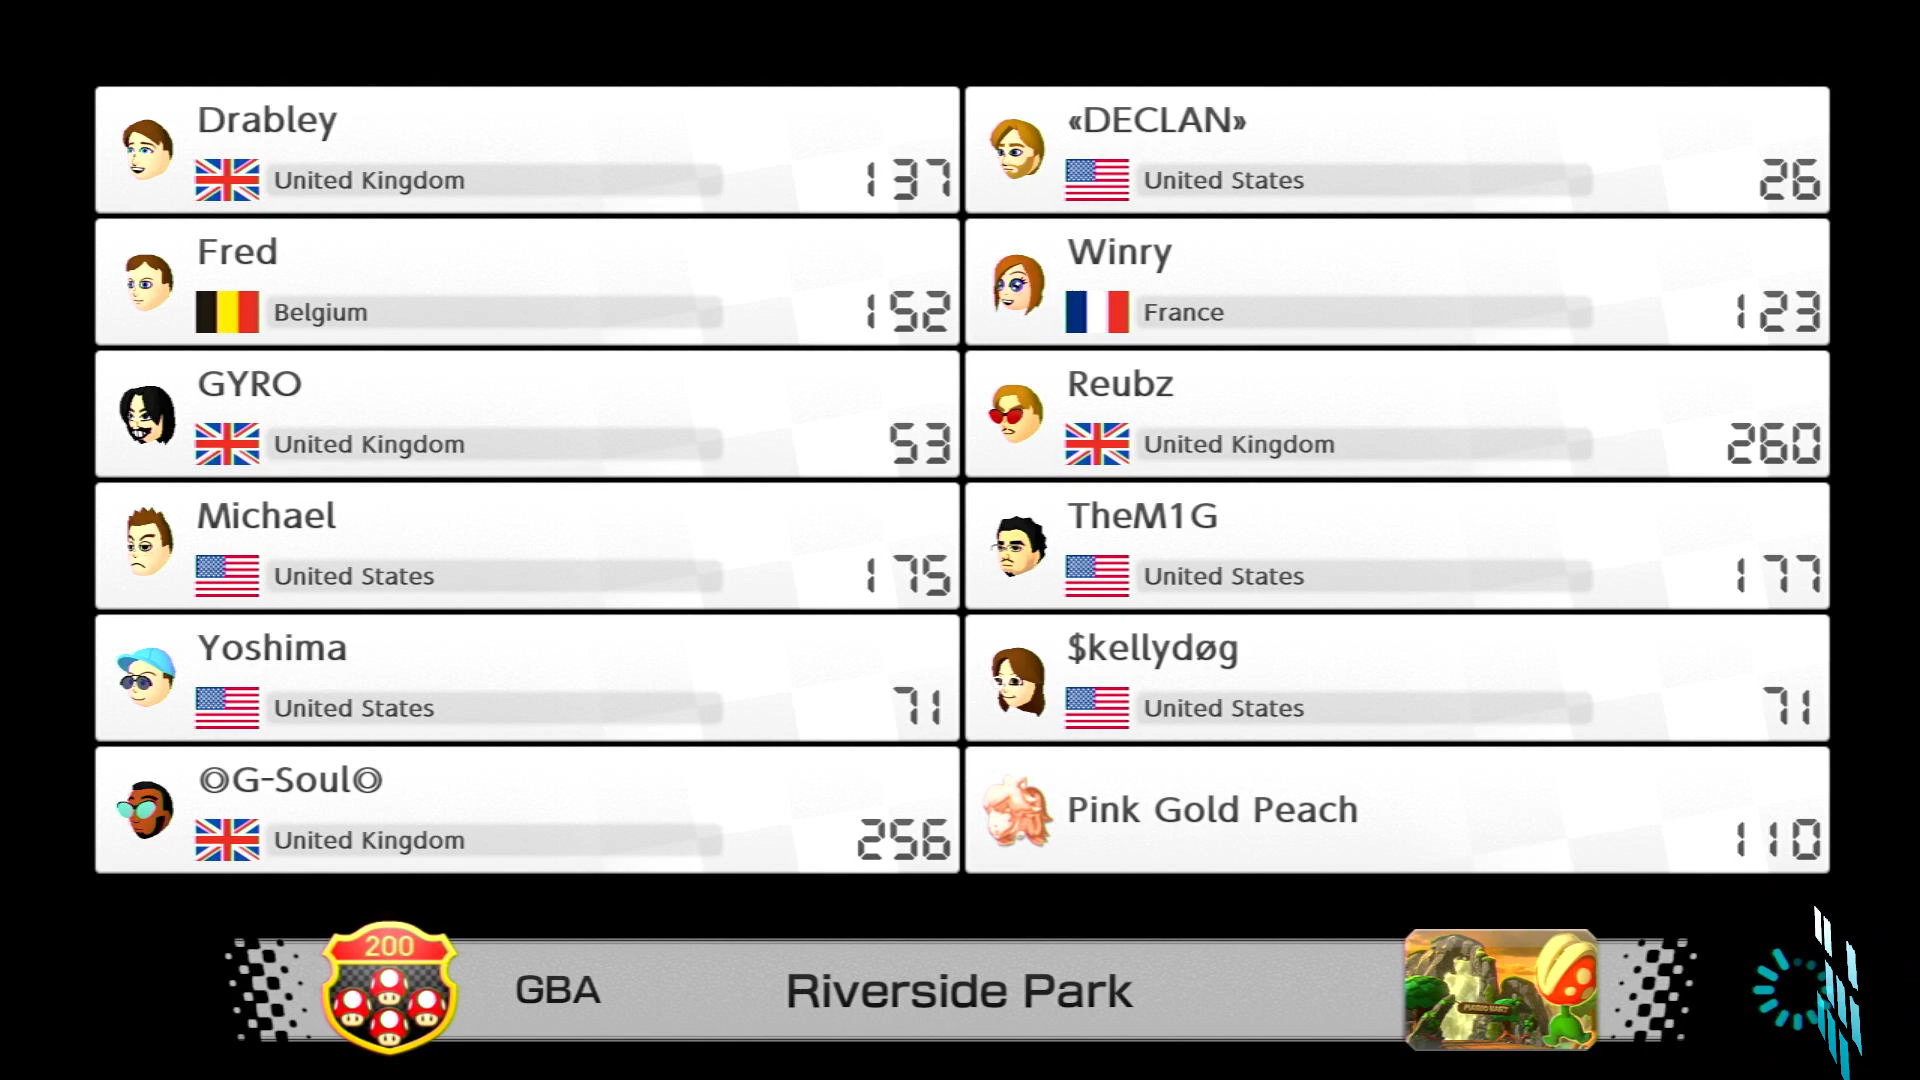 Drabley
United Kingdom
137
«DECLAN»
United States
26
Fred
Belgium
152
Winry
France
123
GYRO
United Kingdom
53
Reubz
United Kingdom
260
Michael
United States
175
TheM1G
United States
177
Yoshima
United States
71
$kellydøg
United States
71
◎G-Soul◎
United Kingdom
256
Pink Gold Peach
110
200
GBA Riverside Park
MARIO KART